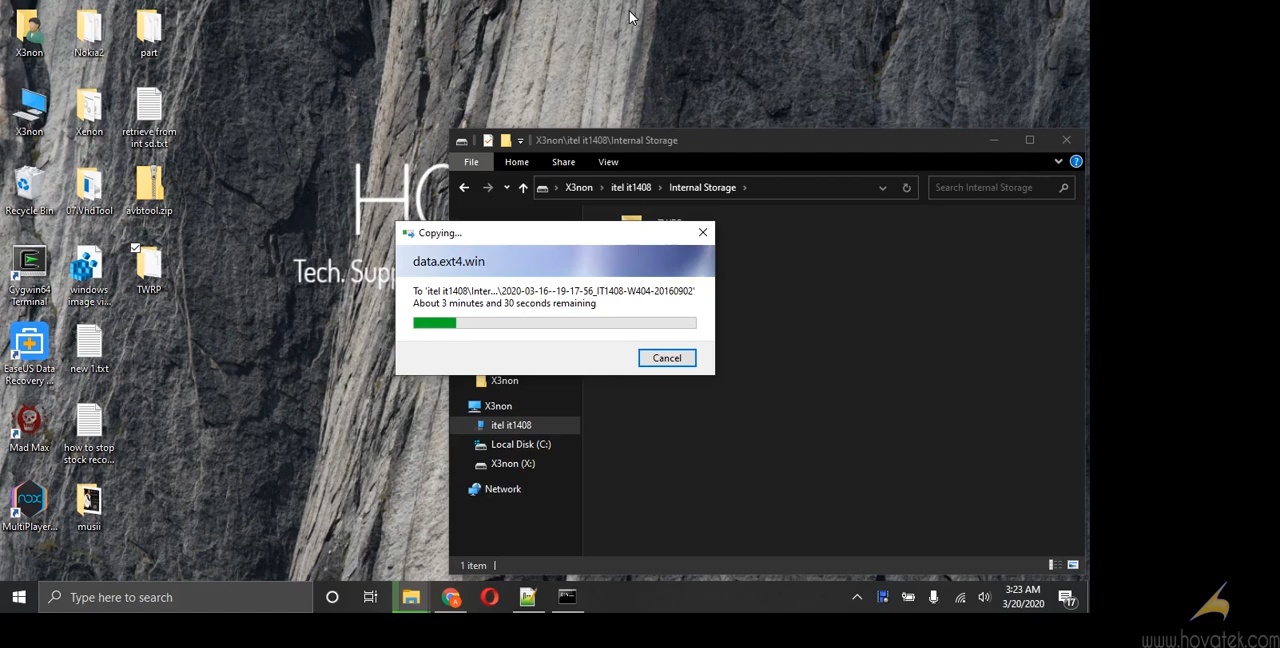 X3non
Nokia2
part
X3non
Xenon
retrieve from
int sd.txt
Recycle Bin
07.VhdTool
avbtool.zip
Cygwin64
Terminal
windows
image vi...
TWRP
EaseUS Data
Recovery ...
new 1.txt
Mad Max
how to stop
stock reco...
MultiPlayer...
musii
HO
Tech. Supp
X3non\itel it1408\Internal Storage
File
Home
Share
View
X3non
itel it1408
Internal Storage
Search Internal Storage
Copying...
data.ext4.win
To 'itel it1408\Inter...\2020-03-16--19-17-56_IT1408-W404-20160902'
About 3 minutes and 30 seconds remaining
Cancel
X3non
X3non
itel it1408
Local Disk (C:)
X3non (X:)
Network
1 item
Type here to search
3:23 AM
3/20/2020
17
www.hovatek.com